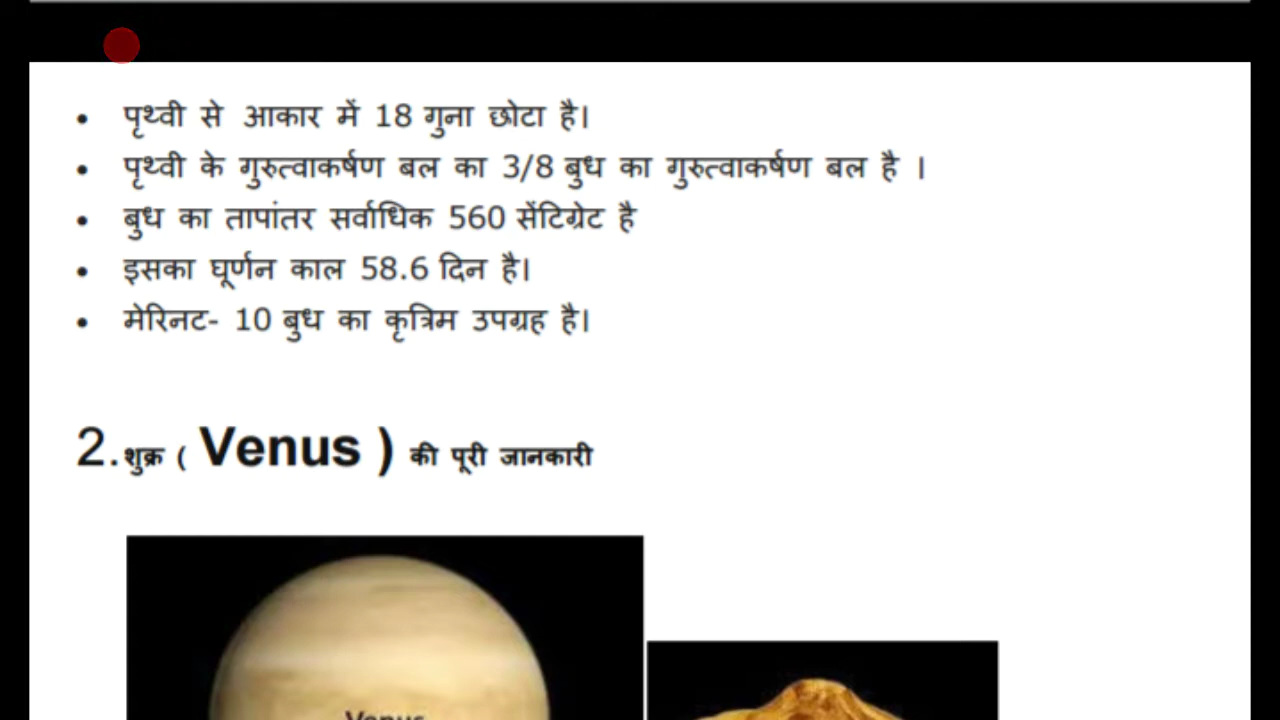 • पृथ्वी से आकार में 18 गुना छोटा है।
• पृथ्वी के गुरुत्वाकर्षण बल का 3/8 बुध का गुरुत्वाकर्षण बल है ।
• बुध का तापांतर सर्वाधिक 560 सेंटिग्रेट है
• इसका घूर्णन काल 58.6 दिन है।
• मेरिनट- 10 बुध का कृत्रिम उपग्रह है।
2.शुक्र ( Venus ) की पूरी जानकारी
Venus